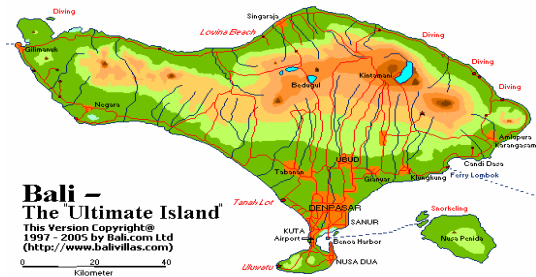 Diving
Singaraja
Diving
Lovina Beach
Gilimanuk
Diving
Kintamani
Bedugul
Diving
Negara
Amlapura
Karangasam
UBUD
Candi Dasa
Tabanan
Gianyar
Klungkung
Ferry Lombok
Bali –
The "Ultimate Island"
This Version Copyright@
1997 - 2005 by Bali.com Ltd
(http://www.balivillas.com)
Tanah Lot
DENPASAR
Snorkeling
SANUR
KUTA
Airport
Benoa Harbor
Nusa Penida
NUSA DUA
Uluwatu
0 20 40
Kilometer